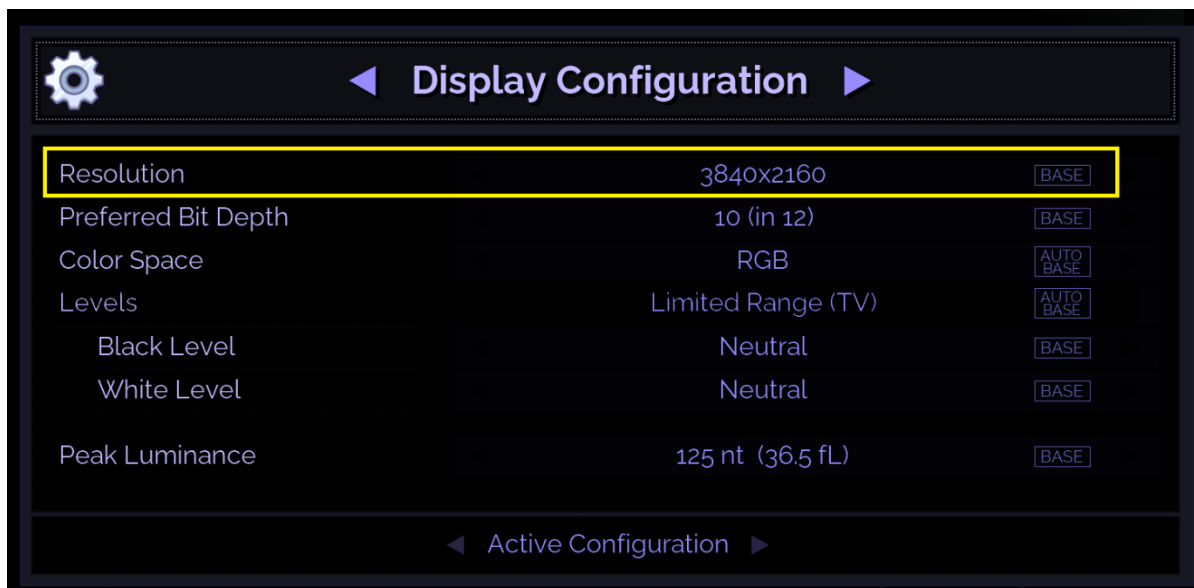 Display Configuration
Resolution 3840x2160 BASE
Preferred Bit Depth 10 (in 12) BASE
Color Space RGB AUTO BASE
Levels Limited Range (TV) AUTO BASE
Black Level Neutral BASE
White Level Neutral BASE
Peak Luminance 125 nt (36.5 fL) BASE
Active Configuration